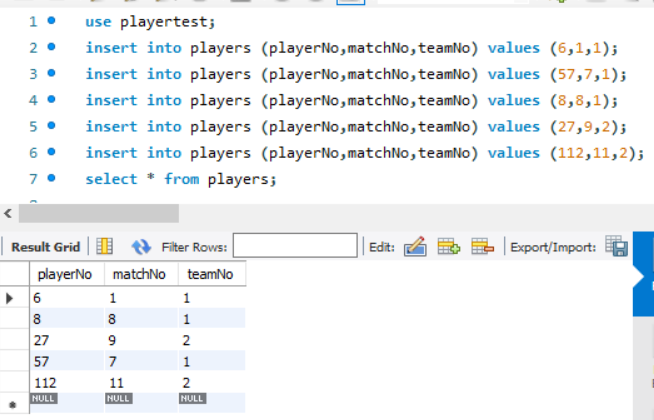 1 use playertest;
2 insert into players (playerNo,matchNo,teamNo) values (6,1,1);
3 insert into players (playerNo,matchNo,teamNo) values (57,7,1);
4 insert into players (playerNo,matchNo,teamNo) values (8,8,1);
5 insert into players (playerNo,matchNo,teamNo) values (27,9,2);
6 insert into players (playerNo,matchNo,teamNo) values (112,11,2);
7 select * from players;
Result Grid Filter Rows: Edit: Export/Import:
playerNo matchNo teamNo
6 1 1
8 8 1
27 9 2
57 7 1
112 11 2
NULL NULL NULL